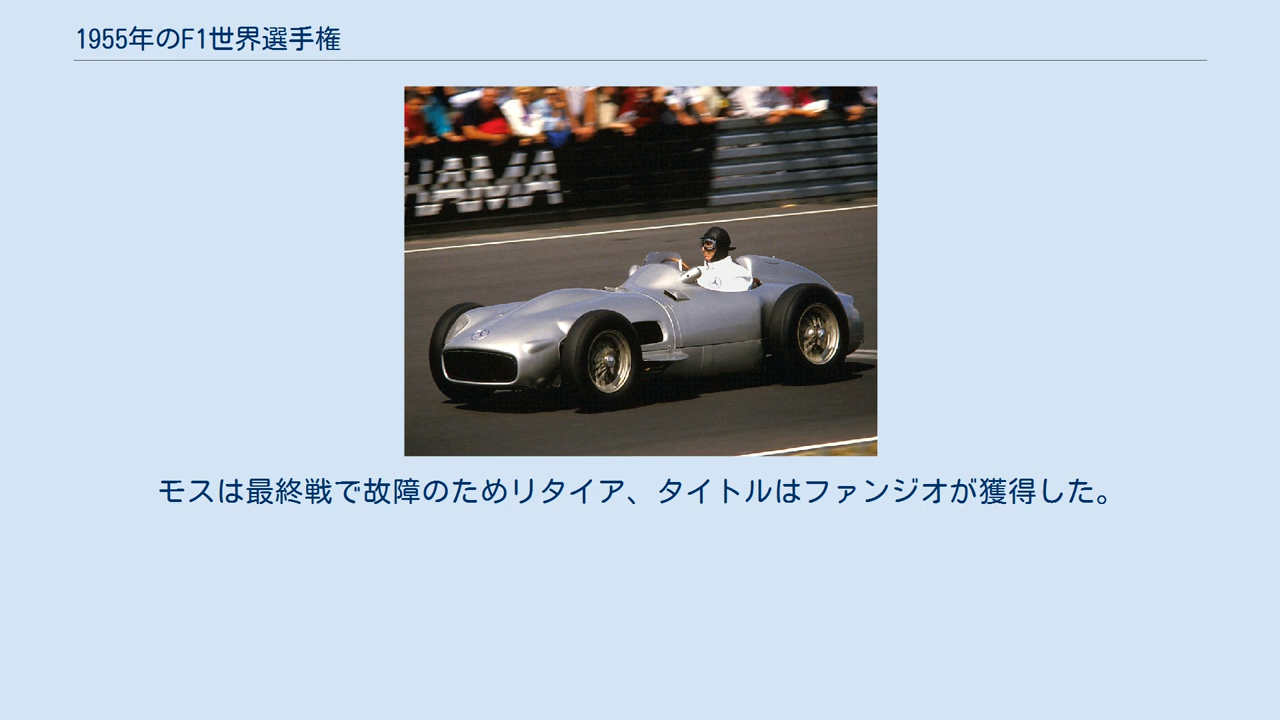 1955年のF1世界選手権
HAMA
モスは最終戦で故障のためリタイア、タイトルはファンジオが獲得した。